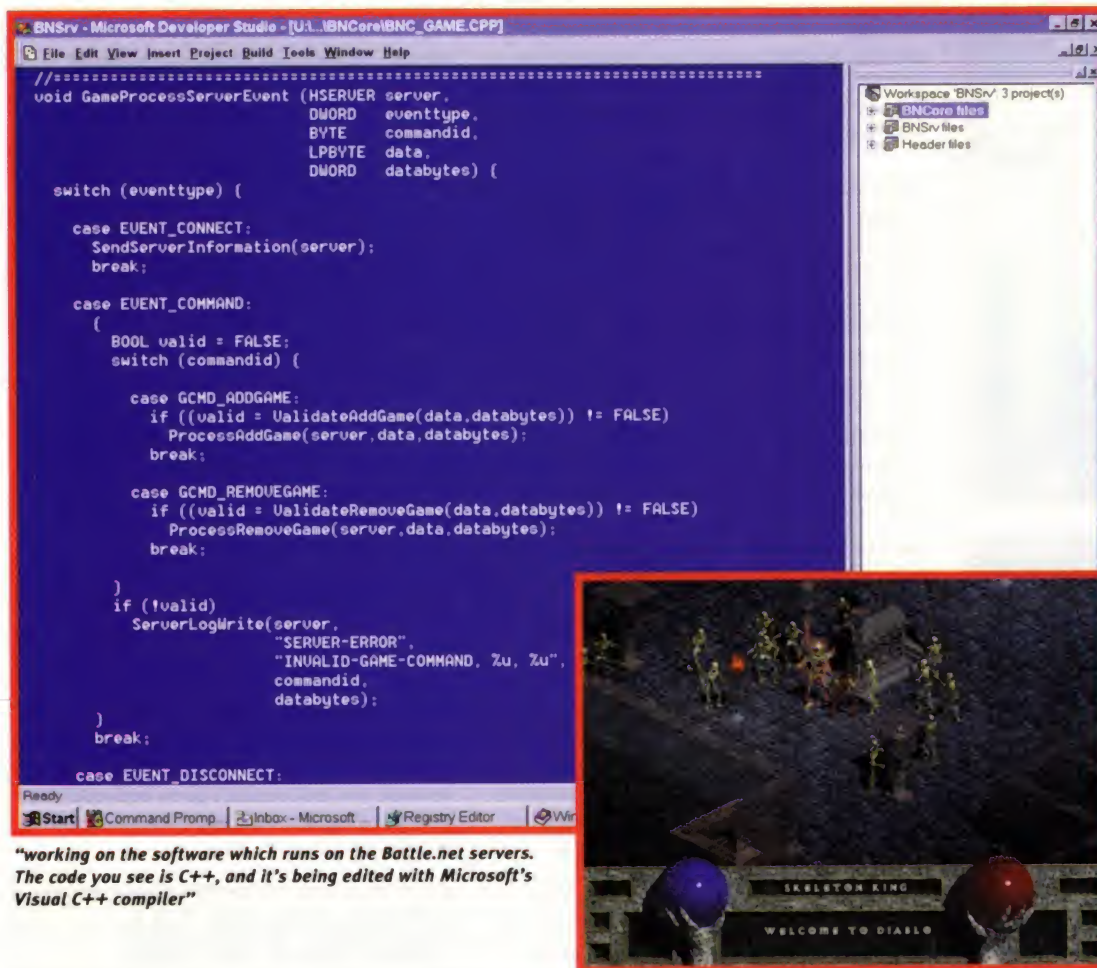 BNSrv - Microsoft Developer Studio - [U:\...\BNCore\BNC_GAME.CPP]
File Edit View Insert Project Build Tools Window Help
//==========================================================================
void GameProcessServerEvent (HSERVER server,
DWORD eventtype,
BYTE commandid,
LPBYTE data,
DWORD databytes) {
switch (eventtype) {
case EVENT_CONNECT:
SendServerInformation(server);
break;
case EVENT_COMMAND:
{
BOOL valid = FALSE;
switch (commandid) {
case GCMD_ADDGAME:
if ((valid = ValidateAddGame(data,databytes)) != FALSE)
ProcessAddGame(server,data,databytes);
break;
case GCMD_REMOVEGAME:
if ((valid = ValidateRemoveGame(data,databytes)) != FALSE)
ProcessRemoveGame(server,data,databytes);
break;
}
if (!valid)
ServerLogWrite(server,
"SERVER-ERROR",
"INVALID-GAME-COMMAND, %u, %u",
commandid,
databytes);
}
break;
case EVENT_DISCONNECT:
Workspace 'BNSrv': 3 project(s)
BNCore files
BNSrv files
Header files
Ready
Start Command Promp... Inbox - Microsoft ... Registry Editor Win
"working on the software which runs on the Battle.net servers.
The code you see is C++, and it's being edited with Microsoft's
Visual C++ compiler"
SKELETON KING
WELCOME TO DIABLO